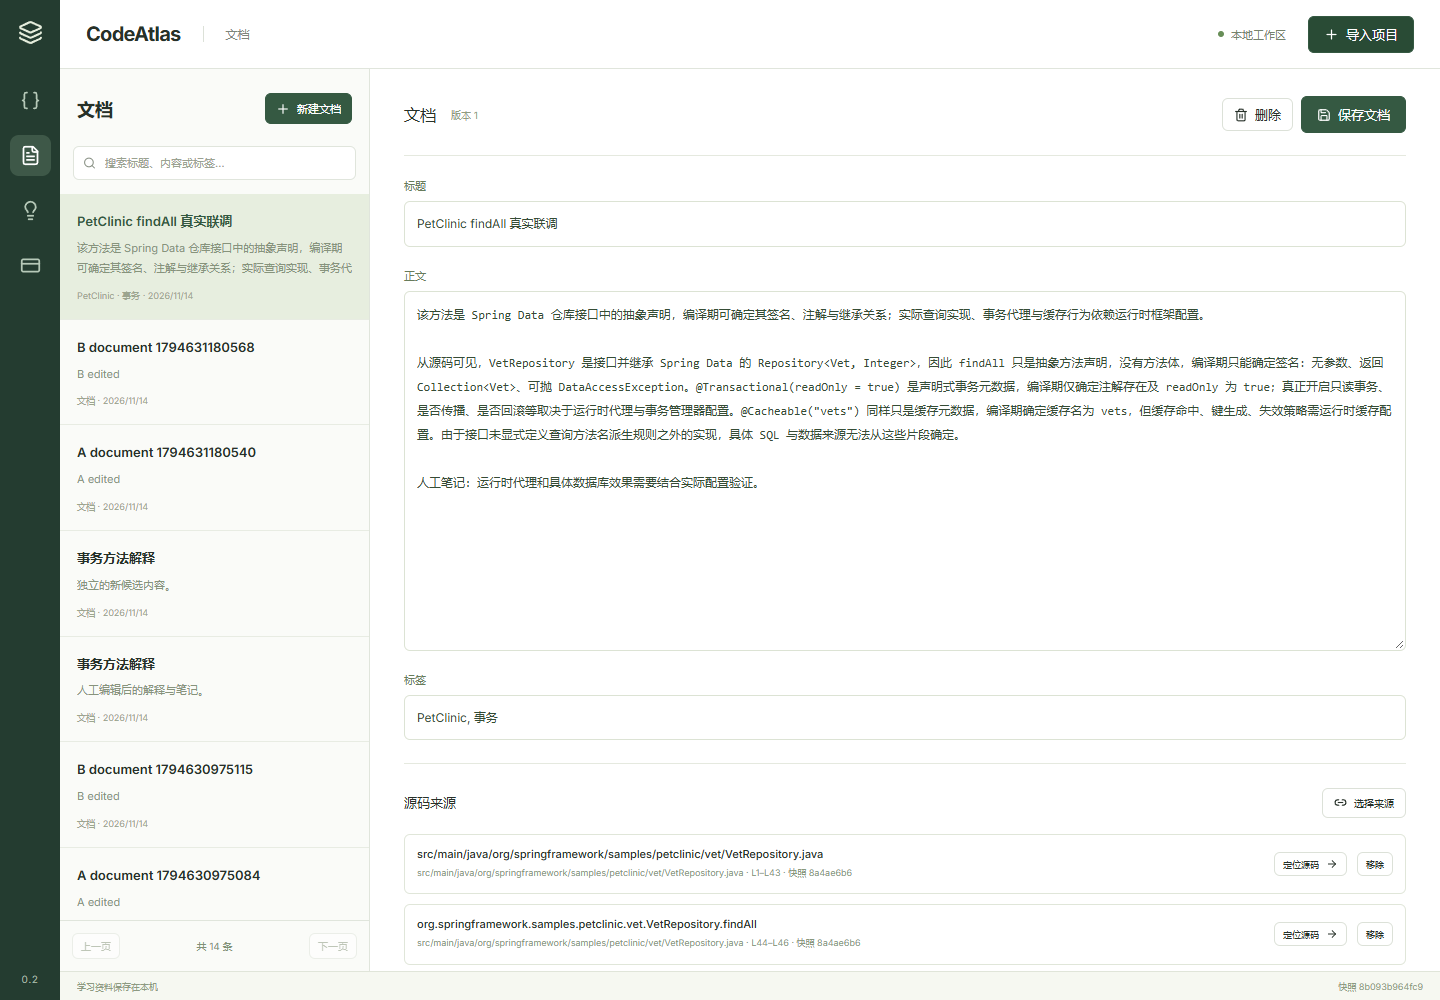 CodeAtlas
文档
本地工作区
导入项目
文档
新建文档
搜索标题、内容或标签...
PetClinic findAll 真实联调
该方法是 Spring Data 仓库接口中的抽象声明，编译期
可确定其签名、注解与继承关系；实际查询实现、事务代
PetClinic · 事务 · 2026/11/14
B document 1794631180568
B edited
文档 · 2026/11/14
A document 1794631180540
A edited
文档 · 2026/11/14
事务方法解释
独立的新候选内容。
文档 · 2026/11/14
事务方法解释
人工编辑后的解释与笔记。
文档 · 2026/11/14
B document 1794630975115
B edited
文档 · 2026/11/14
A document 1794630975084
A edited
上一页
共 14 条
下一页
文档
版本 1
删除
保存文档
标题
PetClinic findAll 真实联调
正文
该方法是 Spring Data 仓库接口中的抽象声明，编译期可确定其签名、注解与继承关系；实际查询实现、事务代理与缓存行为依赖运行时框架配置。
从源码可见，VetRepository 是接口并继承 Spring Data 的 Repository<Vet, Integer>，因此 findAll 只是抽象方法声明，没有方法体，编译期只能确定签名：无参数、返回
Collection<Vet>、可抛 DataAccessException。@Transactional(readOnly = true) 是声明式事务元数据，编译期仅确定注解存在及 readOnly 为 true；真正开启只读事务、
是否传播、是否回滚等取决于运行时代理与事务管理器配置。@Cacheable("vets") 同样只是缓存元数据，编译期确定缓存名为 vets，但缓存命中、键生成、失效策略需运行时缓存配
置。由于接口未显式定义查询方法名派生规则之外的实现，具体 SQL 与数据来源无法从这些片段确定。
人工笔记：运行时代理和具体数据库效果需要结合实际配置验证。
标签
PetClinic, 事务
源码来源
选择来源
src/main/java/org/springframework/samples/petclinic/vet/VetRepository.java
src/main/java/org/springframework/samples/petclinic/vet/VetRepository.java · L1–L43 · 快照 8a4ae6b6
定位源码
移除
org.springframework.samples.petclinic.vet.VetRepository.findAll
src/main/java/org/springframework/samples/petclinic/vet/VetRepository.java · L44–L46 · 快照 8a4ae6b6
定位源码
移除
0.2
学习资料保存在本机
快照 8b093b964fc9